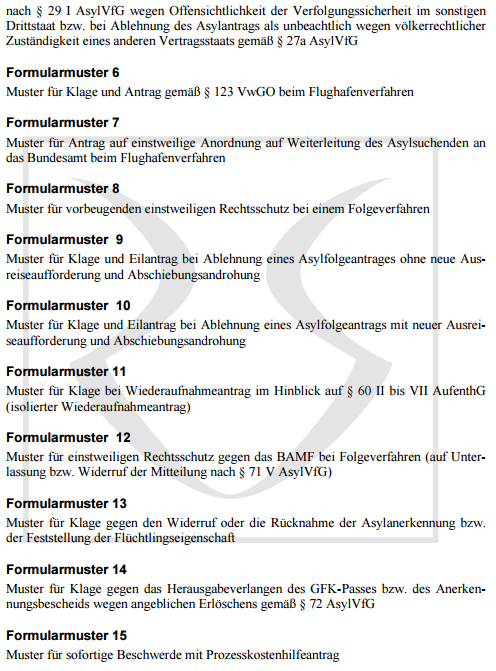 nach § 29 I AsylVfG wegen Offensichtlichkeit der Verfolgungssicherheit im sonstigen
Drittstaat bzw. bei Ablehnung des Asylantrags als unbeachtlich wegen völkerrechtlicher
Zuständigkeit eines anderen Vertragsstaats gemäß § 27a AsylVfG
Formularmuster 6
Muster für Klage und Antrag gemäß § 123 VwGO beim Flughafenverfahren
Formularmuster 7
Muster für Antrag auf einstweilige Anordnung auf Weiterleitung des Asylsuchenden an
das Bundesamt beim Flughafenverfahren
Formularmuster 8
Muster für vorbeugenden einstweiligen Rechtsschutz bei einem Folgeverfahren
Formularmuster 9
Muster für Klage und Eilantrag bei Ablehnung eines Asylfolgeantrages ohne neue Aus-
reiseaufforderung und Abschiebungsandrohung
Formularmuster 10
Muster für Klage und Eilantrag bei Ablehnung eines Asylfolgeantrags mit neuer Ausrei-
seaufforderung und Abschiebungsandrohung
Formularmuster 11
Muster für Klage bei Wiederaufnahmeantrag im Hinblick auf § 60 II bis VII AufenthG
(isolierter Wiederaufnahmeantrag)
Formularmuster 12
Muster für einstweiligen Rechtsschutz gegen das BAMF bei Folgeverfahren (auf Unter-
lassung bzw. Widerruf der Mitteilung nach § 71 V AsylVfG)
Formularmuster 13
Muster für Klage gegen den Widerruf oder die Rücknahme der Asylanerkennung bzw.
der Feststellung der Flüchtlingseigenschaft
Formularmuster 14
Muster für Klage gegen das Herausgabeverlangen des GFK-Passes bzw. des Anerken-
nungsbescheids wegen angeblichen Erlöschens gemäß § 72 AsylVfG
Formularmuster 15
Muster für sofortige Beschwerde mit Prozesskostenhilfeantrag